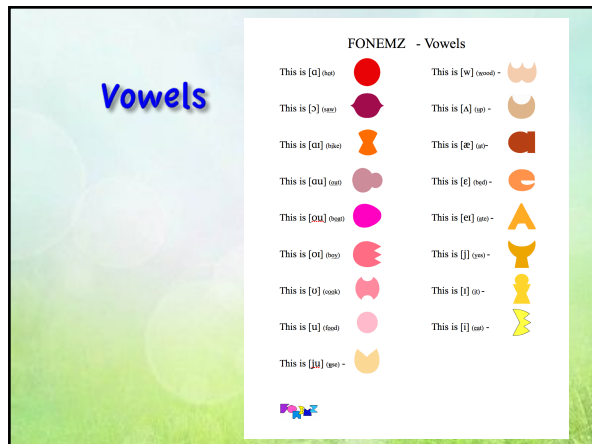 Vowels
FONEMZ - Vowels
This is [ɑ] (hot)
This is [ɔ] (saw)
This is [ɑɪ] (bike)
This is [ɑu] (out)
This is [ou] (boat)
This is [ɔɪ] (boy)
This is [ʊ] (cook)
This is [u] (food)
This is [ju] (use) -
This is [w] (wood) -
This is [ʌ] (up) -
This is [æ] (at)-
This is [ɛ] (bed) -
This is [eɪ] (ate) -
This is [j] (yes) -
This is [ɪ] (it) -
This is [i] (eat) -
FONEMZ